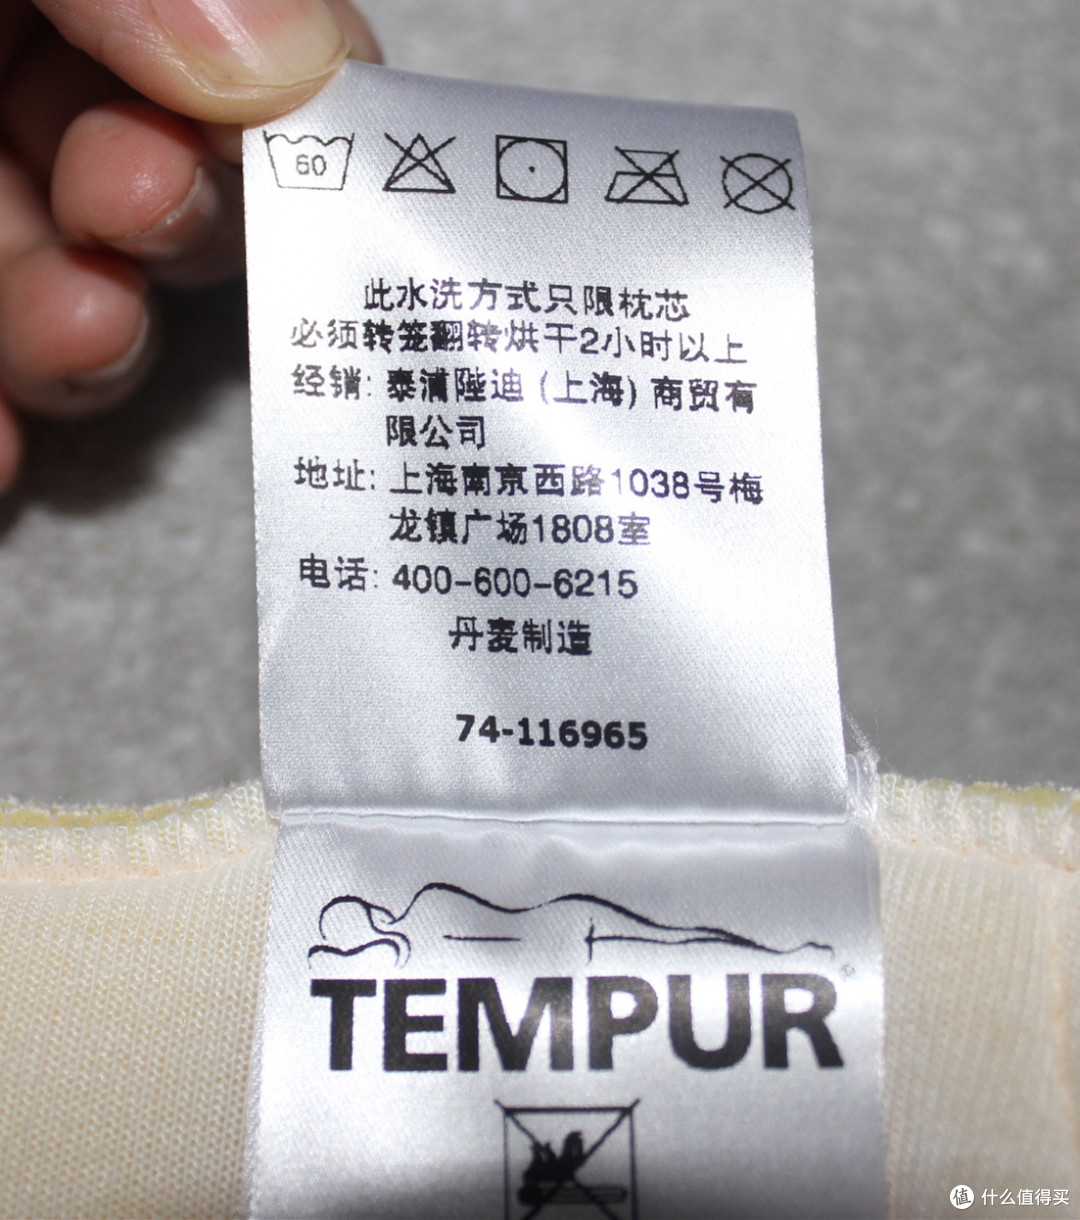 60
此水洗方式只限枕芯
必须转笼翻转烘干2小时以上
经销: 泰浦陛迪 (上海) 商贸有
限公司
地址: 上海南京西路1038号梅
龙镇广场1808室
电话: 400-600-6215
丹麦制造
74-116965
TEMPUR®
值 什么值得买